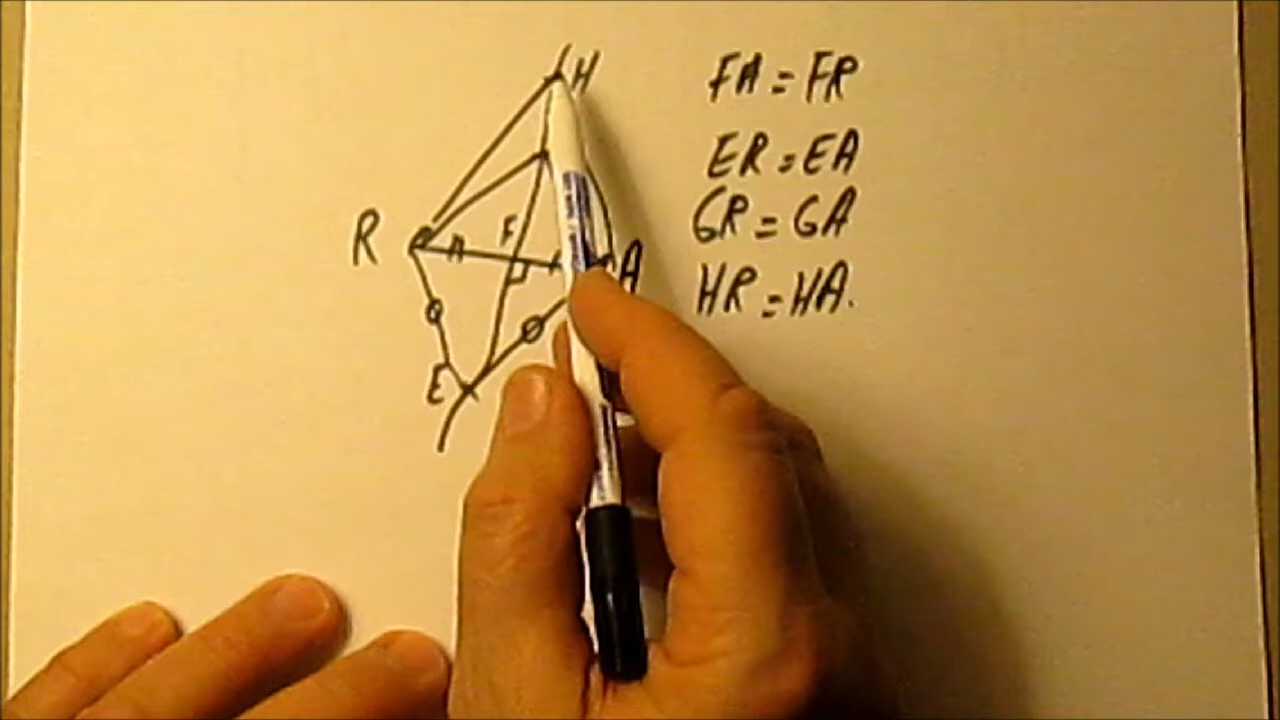 H
R
F
A
E
FA = FR
ER = EA
GR = GA
HR = HA.